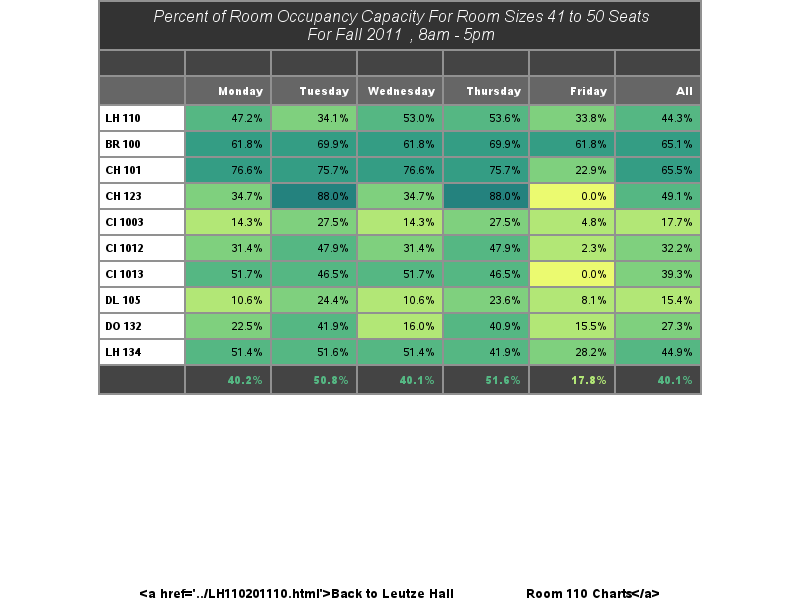 Percent of Room Occupancy Capacity For Room Sizes 41 to 50 Seats
For Fall 2011 , 8am - 5pm
Monday Tuesday Wednesday Thursday Friday All
LH 110 47.2% 34.1% 53.0% 53.6% 33.8% 44.3%
BR 100 61.8% 69.9% 61.8% 69.9% 61.8% 65.1%
CH 101 76.6% 75.7% 76.6% 75.7% 22.9% 65.5%
CH 123 34.7% 88.0% 34.7% 88.0% 0.0% 49.1%
CI 1003 14.3% 27.5% 14.3% 27.5% 4.8% 17.7%
CI 1012 31.4% 47.9% 31.4% 47.9% 2.3% 32.2%
CI 1013 51.7% 46.5% 51.7% 46.5% 0.0% 39.3%
DL 105 10.6% 24.4% 10.6% 23.6% 8.1% 15.4%
DO 132 22.5% 41.9% 16.0% 40.9% 15.5% 27.3%
LH 134 51.4% 51.6% 51.4% 41.9% 28.2% 44.9%
40.2% 50.8% 40.1% 51.6% 17.8% 40.1%
<a href='../LH110201110.html'>Back to Leutze Hall Room 110 Charts</a>